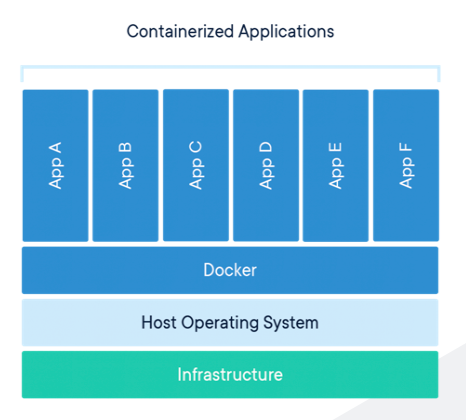 Containerized Applications
App A
App B
App C
App D
App E
App F
Docker
Host Operating System
Infrastructure